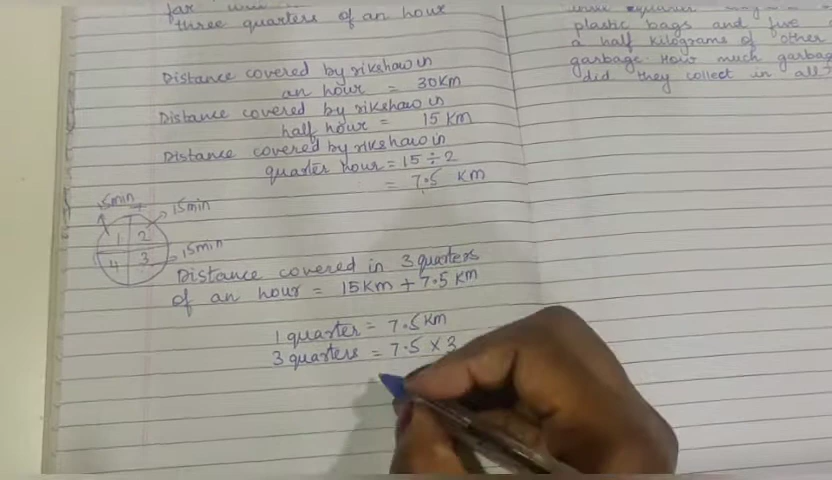 three quarters of an hour
Distance covered by rikshaw in
an hour = 30KM
Distance covered by rikshaw in
half hour = 15 KM
Distance covered by rikshaw in
quarter hour = 15 ÷ 2
= 7.5 KM
15min
15min
1 2
15min
4 3
Distance covered in 3 quarters
of an hour = 15KM + 7.5 KM
1 quarter = 7.5KM
3 quarters = 7.5 × 3
plastic bags and five
a half kilograms of other
garbage. How much garbage
did they collect in all?